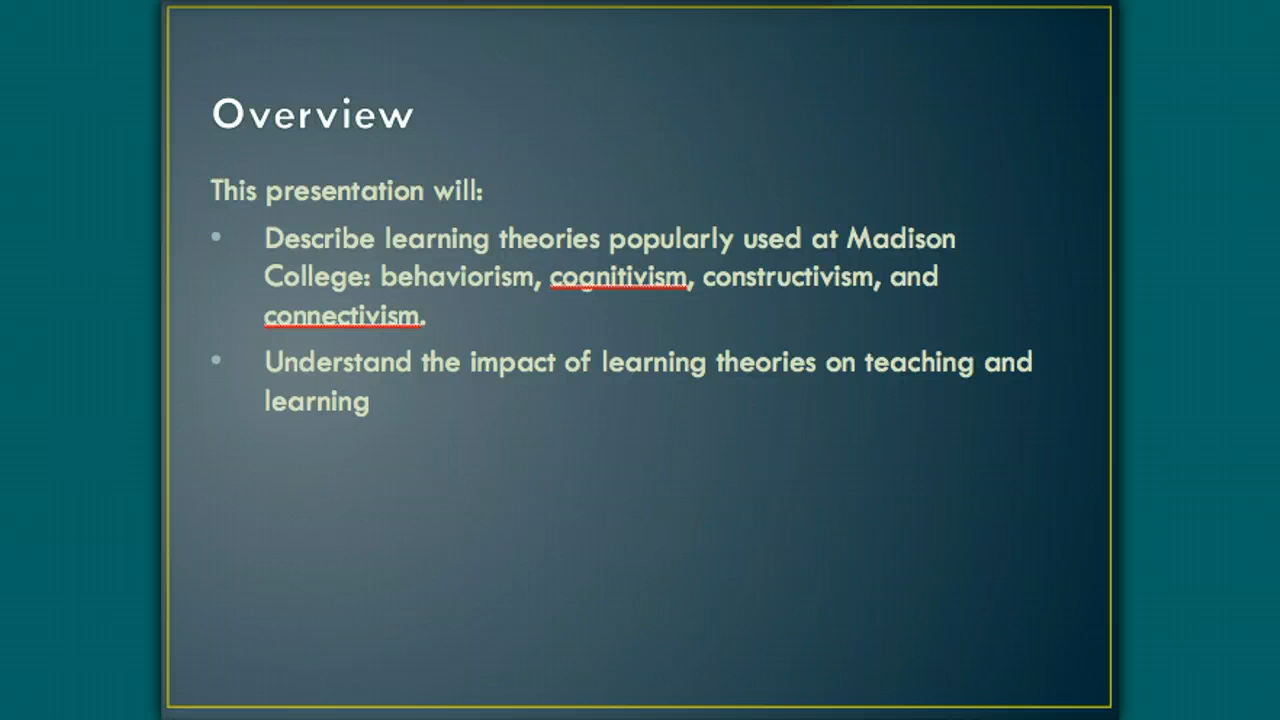 Overview
This presentation will:
• Describe learning theories popularly used at Madison
College: behaviorism, cognitivism, constructivism, and
connectivism.
• Understand the impact of learning theories on teaching and
learning